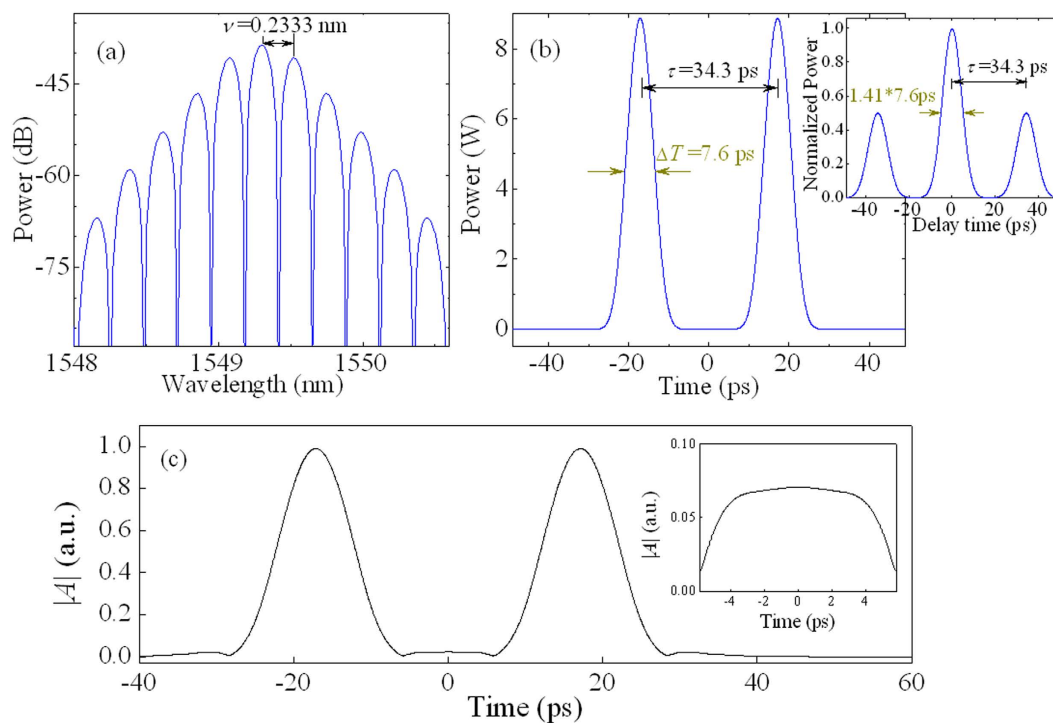 (a)
ν=0.2333 nm
-45
-60
-75
Power (dB)
1548
1549
1550
Wavelength (nm)
(b)
8
6
4
2
0
Power (W)
τ=34.3 ps
ΔT=7.6 ps
-40
-20
0
20
40
Time (ps)
1.0
0.8
0.6
0.4
0.2
0.0
Normalized Power
τ=34.3 ps
1.41*7.6ps
-40
-20
0
20
40
Delay time (ps)
(c)
1.0
0.8
0.6
0.4
0.2
0.0
|A| (a.u.)
-40
-20
0
20
40
60
Time (ps)
0.10
0.05
0.00
|A| (a.u.)
-4
-2
0
2
4
Time (ps)